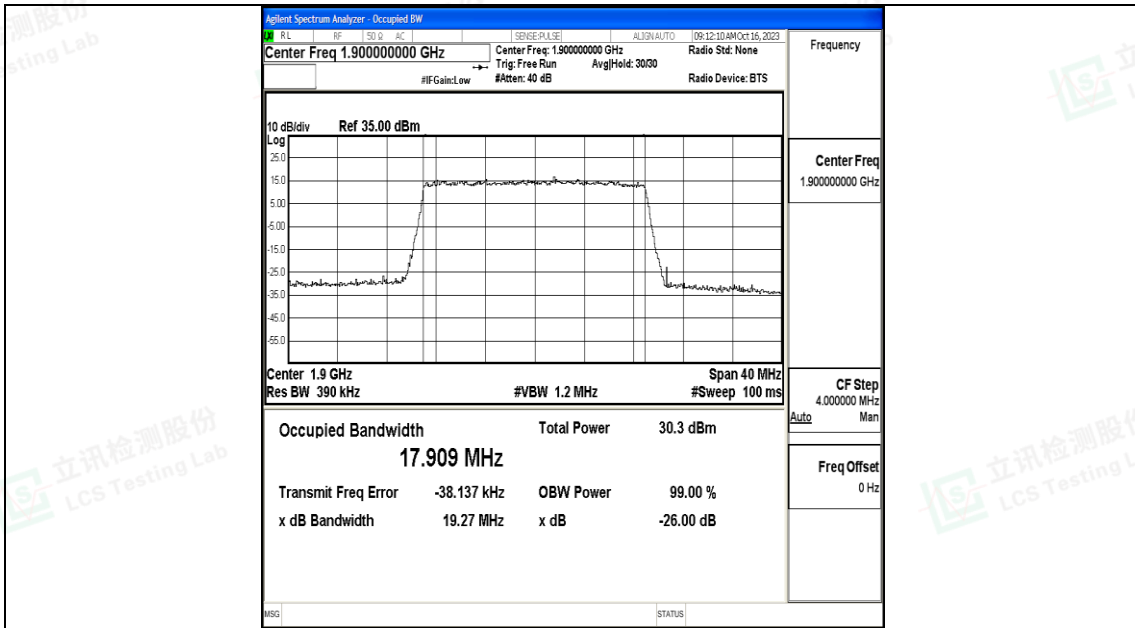 Agilent Spectrum Analyzer - Occupied BW
RL RF 50 Ω AC SENSE:PULSE ALIGN AUTO 09:12:10 AM Oct 16, 2023
Center Freq 1.900000000 GHz
Center Freq: 1.900000000 GHz Radio Std: None
Trig: Free Run Avg|Hold: 30/30
#IFGain:Low #Atten: 40 dB Radio Device: BTS
10 dB/div Ref 35.00 dBm
Log
25.0
15.0
5.00
-5.00
-15.0
-25.0
-35.0
-45.0
-55.0
Center 1.9 GHz Span 40 MHz
Res BW 390 kHz #VBW 1.2 MHz #Sweep 100 ms
Occupied Bandwidth Total Power 30.3 dBm
17.909 MHz
Transmit Freq Error -38.137 kHz OBW Power 99.00 %
x dB Bandwidth 19.27 MHz x dB -26.00 dB
MSG STATUS
Frequency
Center Freq
1.900000000 GHz
CF Step
4.000000 MHz
Auto Man
Freq Offset
0 Hz
立讯检测股份
LCS Testing Lab
立讯检测股份
LCS Testing L
测股份
sting Lab
立